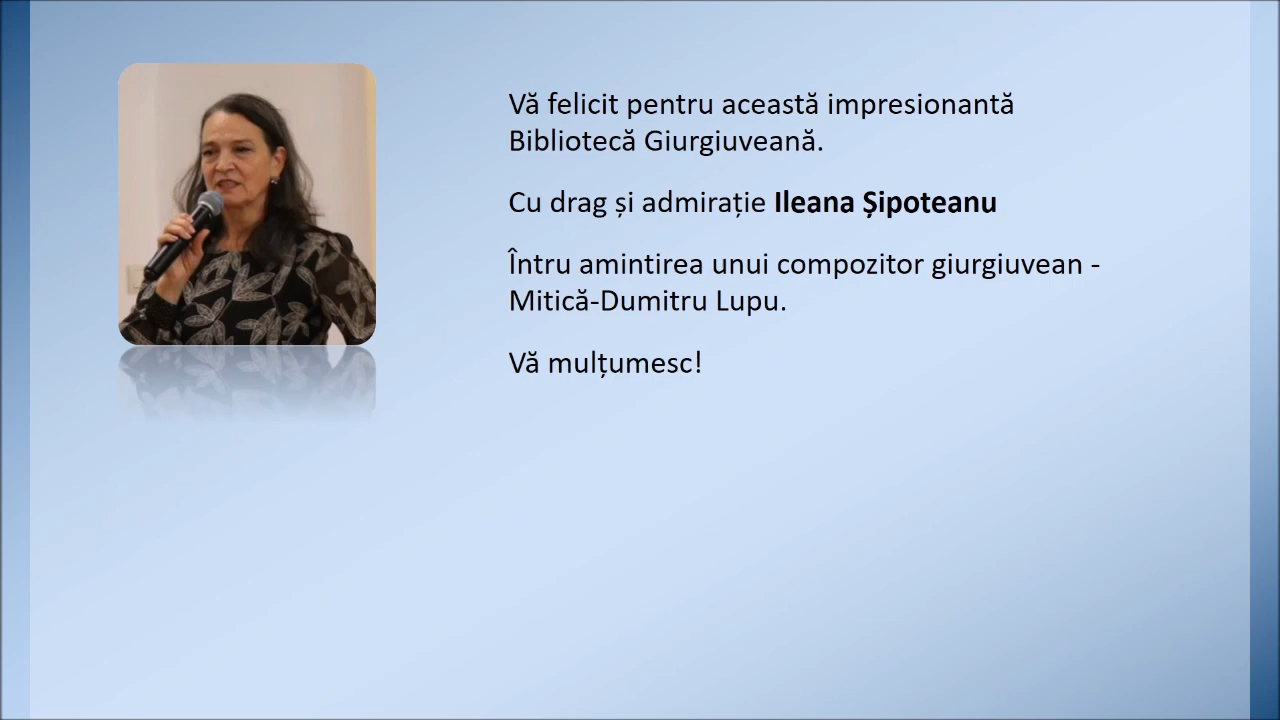 Vă felicit pentru această impresionantă
Bibliotecă Giurgiuveană.
Cu drag și admirație Ileana Șipoteanu
Întru amintirea unui compozitor giurgiuvean -
Mitică-Dumitru Lupu.
Vă mulțumesc!